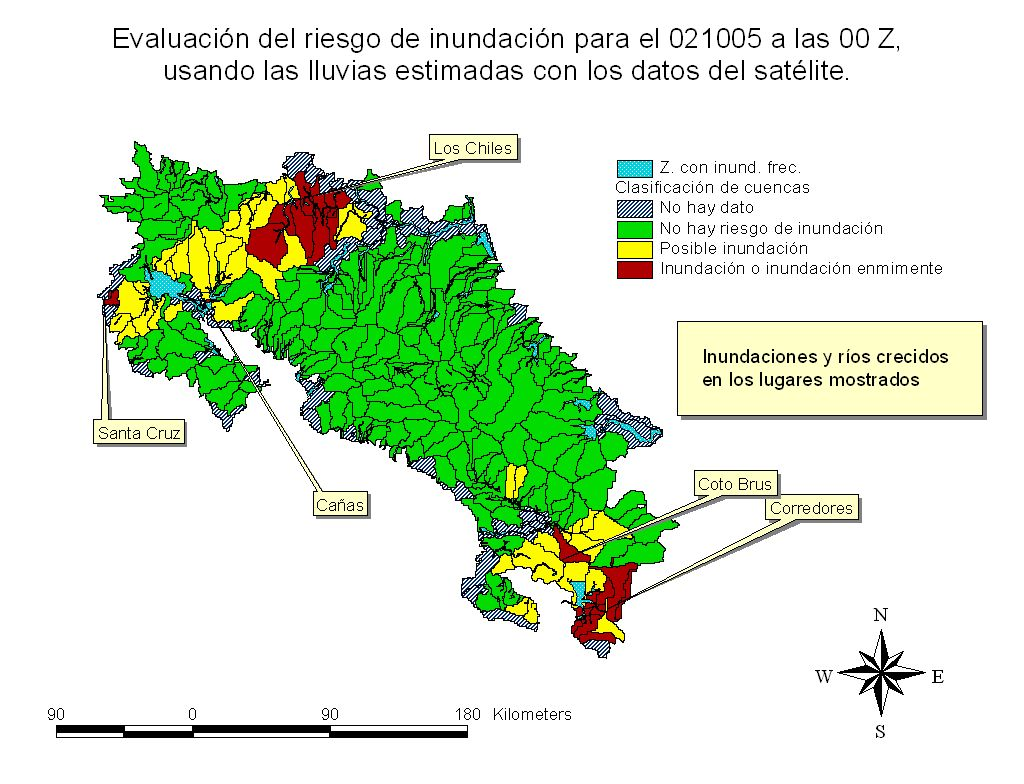 Evaluación del riesgo de inundación para el 021005 a las 00 Z,
usando las lluvias estimadas con los datos del satélite.
Los Chiles
Z. con inund. frec.
Clasificación de cuencas
No hay dato
No hay riesgo de inundación
Posible inundación
Inundación o inundación enmimente
Inundaciones y ríos crecidos
en los lugares mostrados
Santa Cruz
Cañas
Coto Brus
Corredores
N
W E
S
90 0 90 180 Kilometers